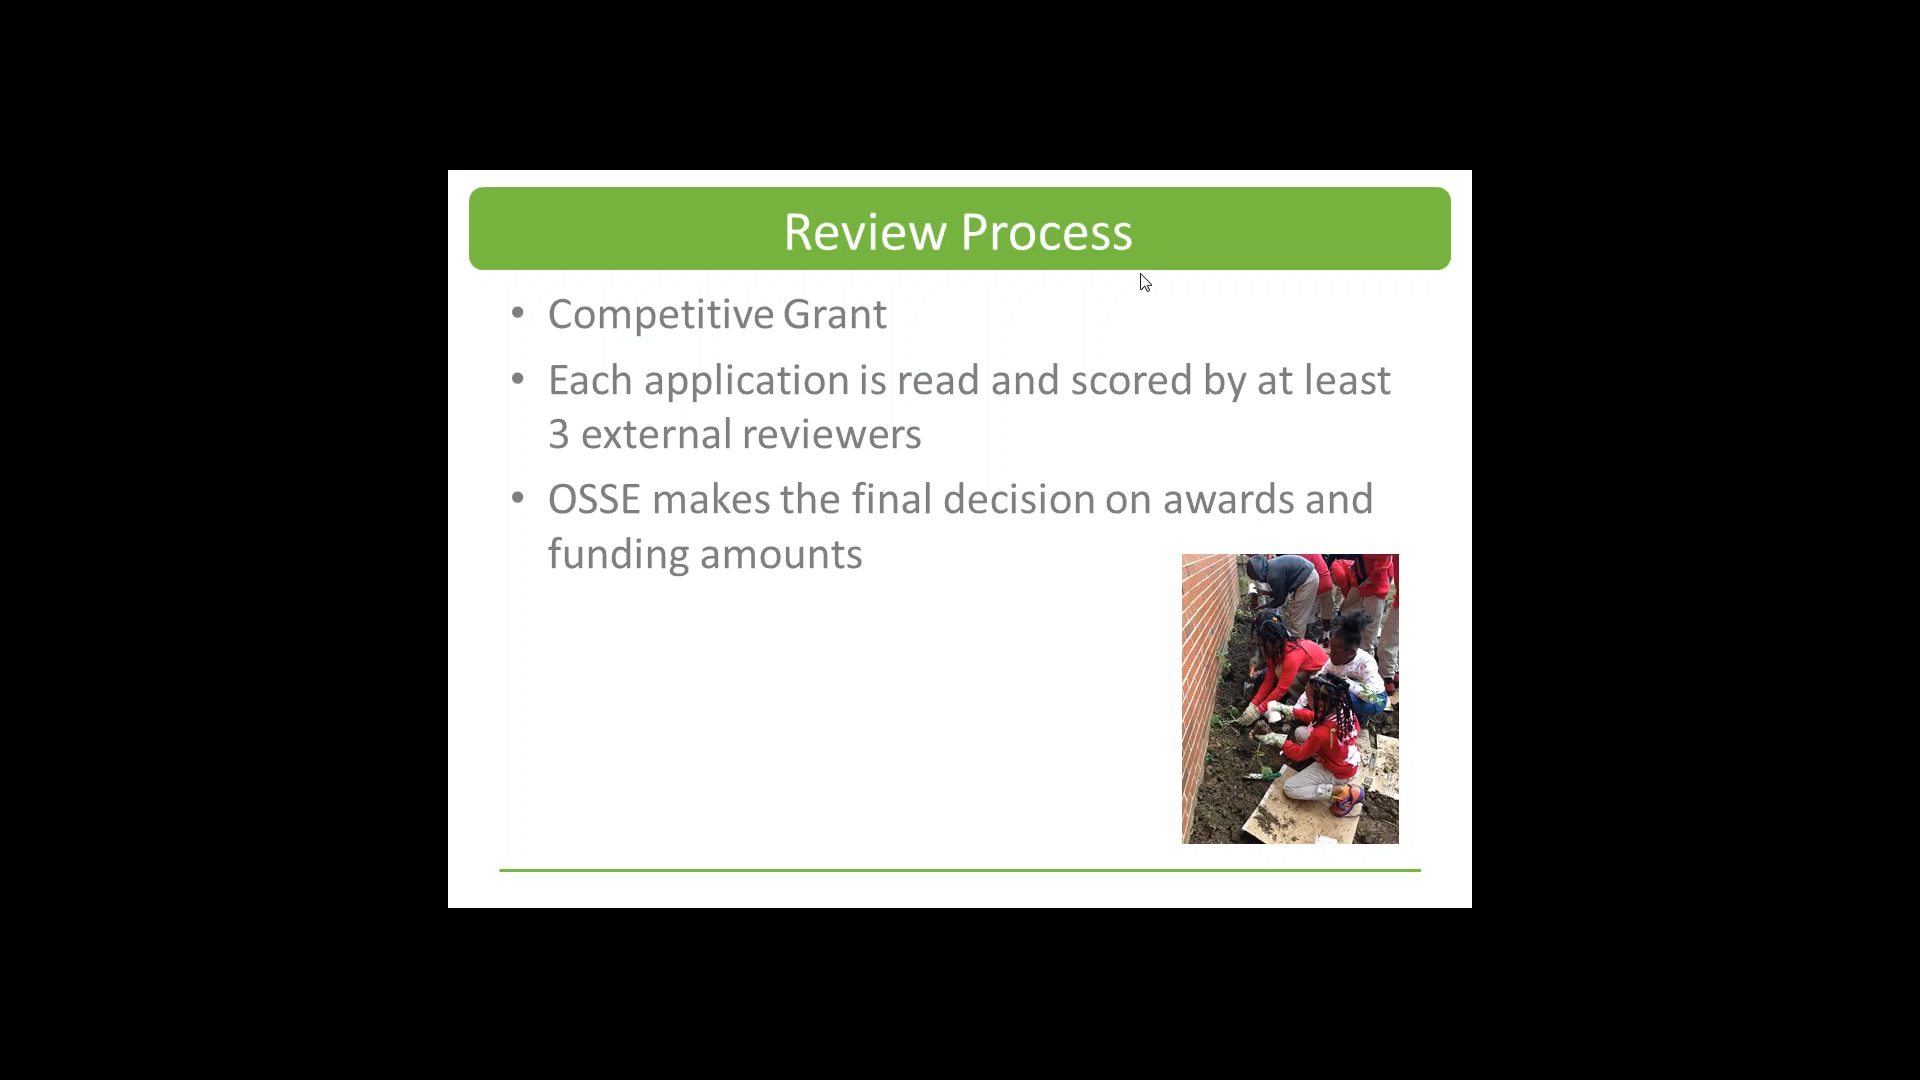 Review Process
• Competitive Grant
• Each application is read and scored by at least
3 external reviewers
• OSSE makes the final decision on awards and
funding amounts